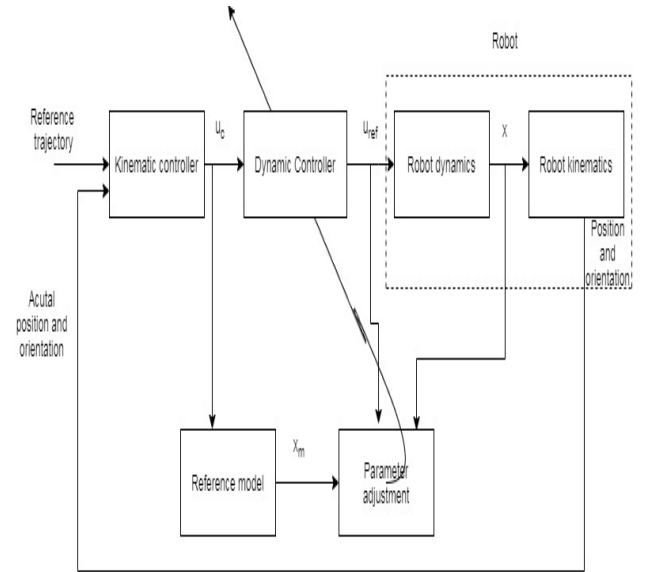 Robot
Reference
trajectory
Kinematic controller
uc
Dynamic Controller
uref
Robot dynamics
x
Robot kinematics
Position
and
orientation
Acutal
position and
orientation
Reference model
xm
Parameter
adjustment